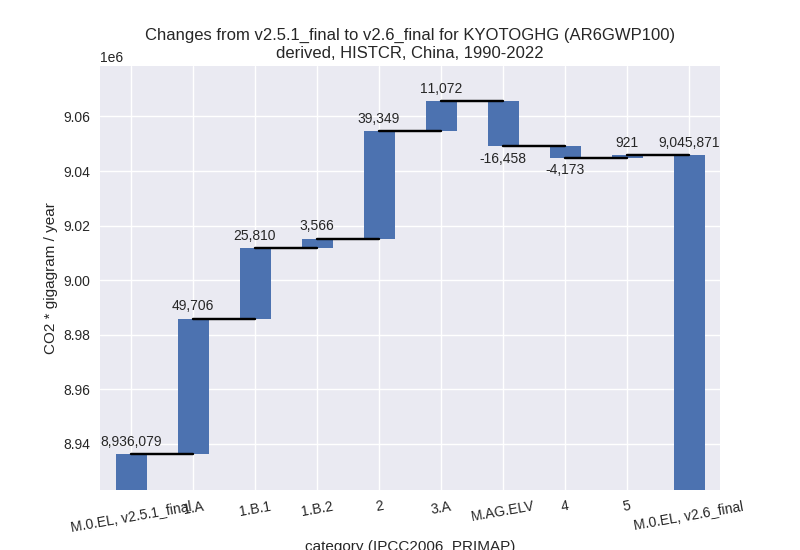 Changes from v2.5.1_final to v2.6_final for KYOTOGHG (AR6GWP100)
derived, HISTCR, China, 1990-2022
1e6
CO2 * gigagram / year
9.06
9.04
9.02
9.00
8.98
8.96
8.94
8,936,079
49,706
25,810
3,566
39,349
11,072
-16,458
-4,173
921
9,045,871
M.0.EL, v2.5.1_final
1.A
1.B.1
1.B.2
2
3.A
M.AG.ELV
4
5
M.0.EL, v2.6_final
category (IPCC2006_PRIMAP)